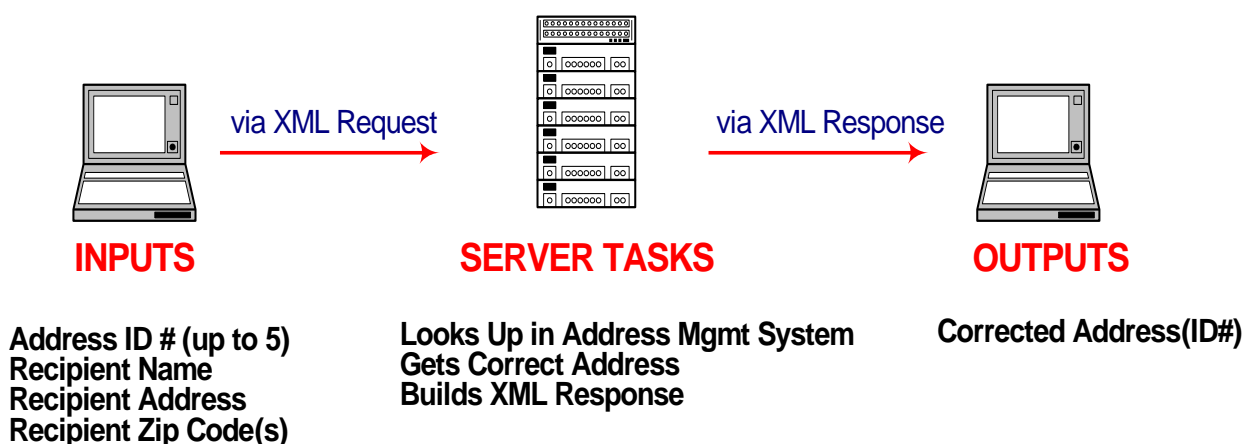 via XML Request
via XML Response
INPUTS
SERVER TASKS
OUTPUTS
Address ID # (up to 5)
Recipient Name
Recipient Address
Recipient Zip Code(s)
Looks Up in Address Mgmt System
Gets Correct Address
Builds XML Response
Corrected Address(ID#)